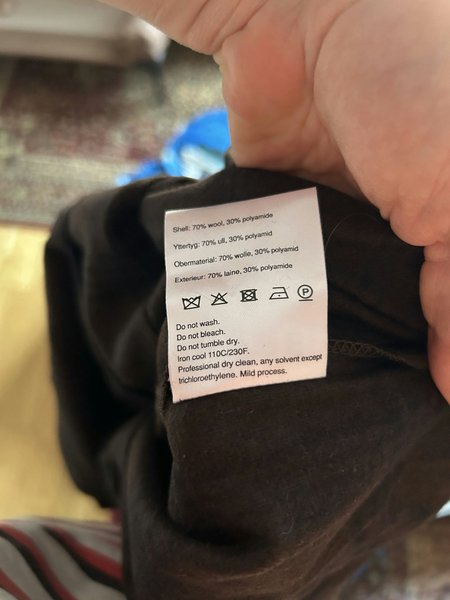 Shell: 70% wool, 30% polyamide
Yttertyg: 70% ull, 30% polyamid
Obermaterial: 70% wolle, 30% polyamid
Exterieur: 70% laine, 30% polyamide
P
Do not wash.
Do not bleach.
Do not tumble dry.
Iron cool 110C/230F.
Professional dry clean, any solvent except
trichloroethylene. Mild process.